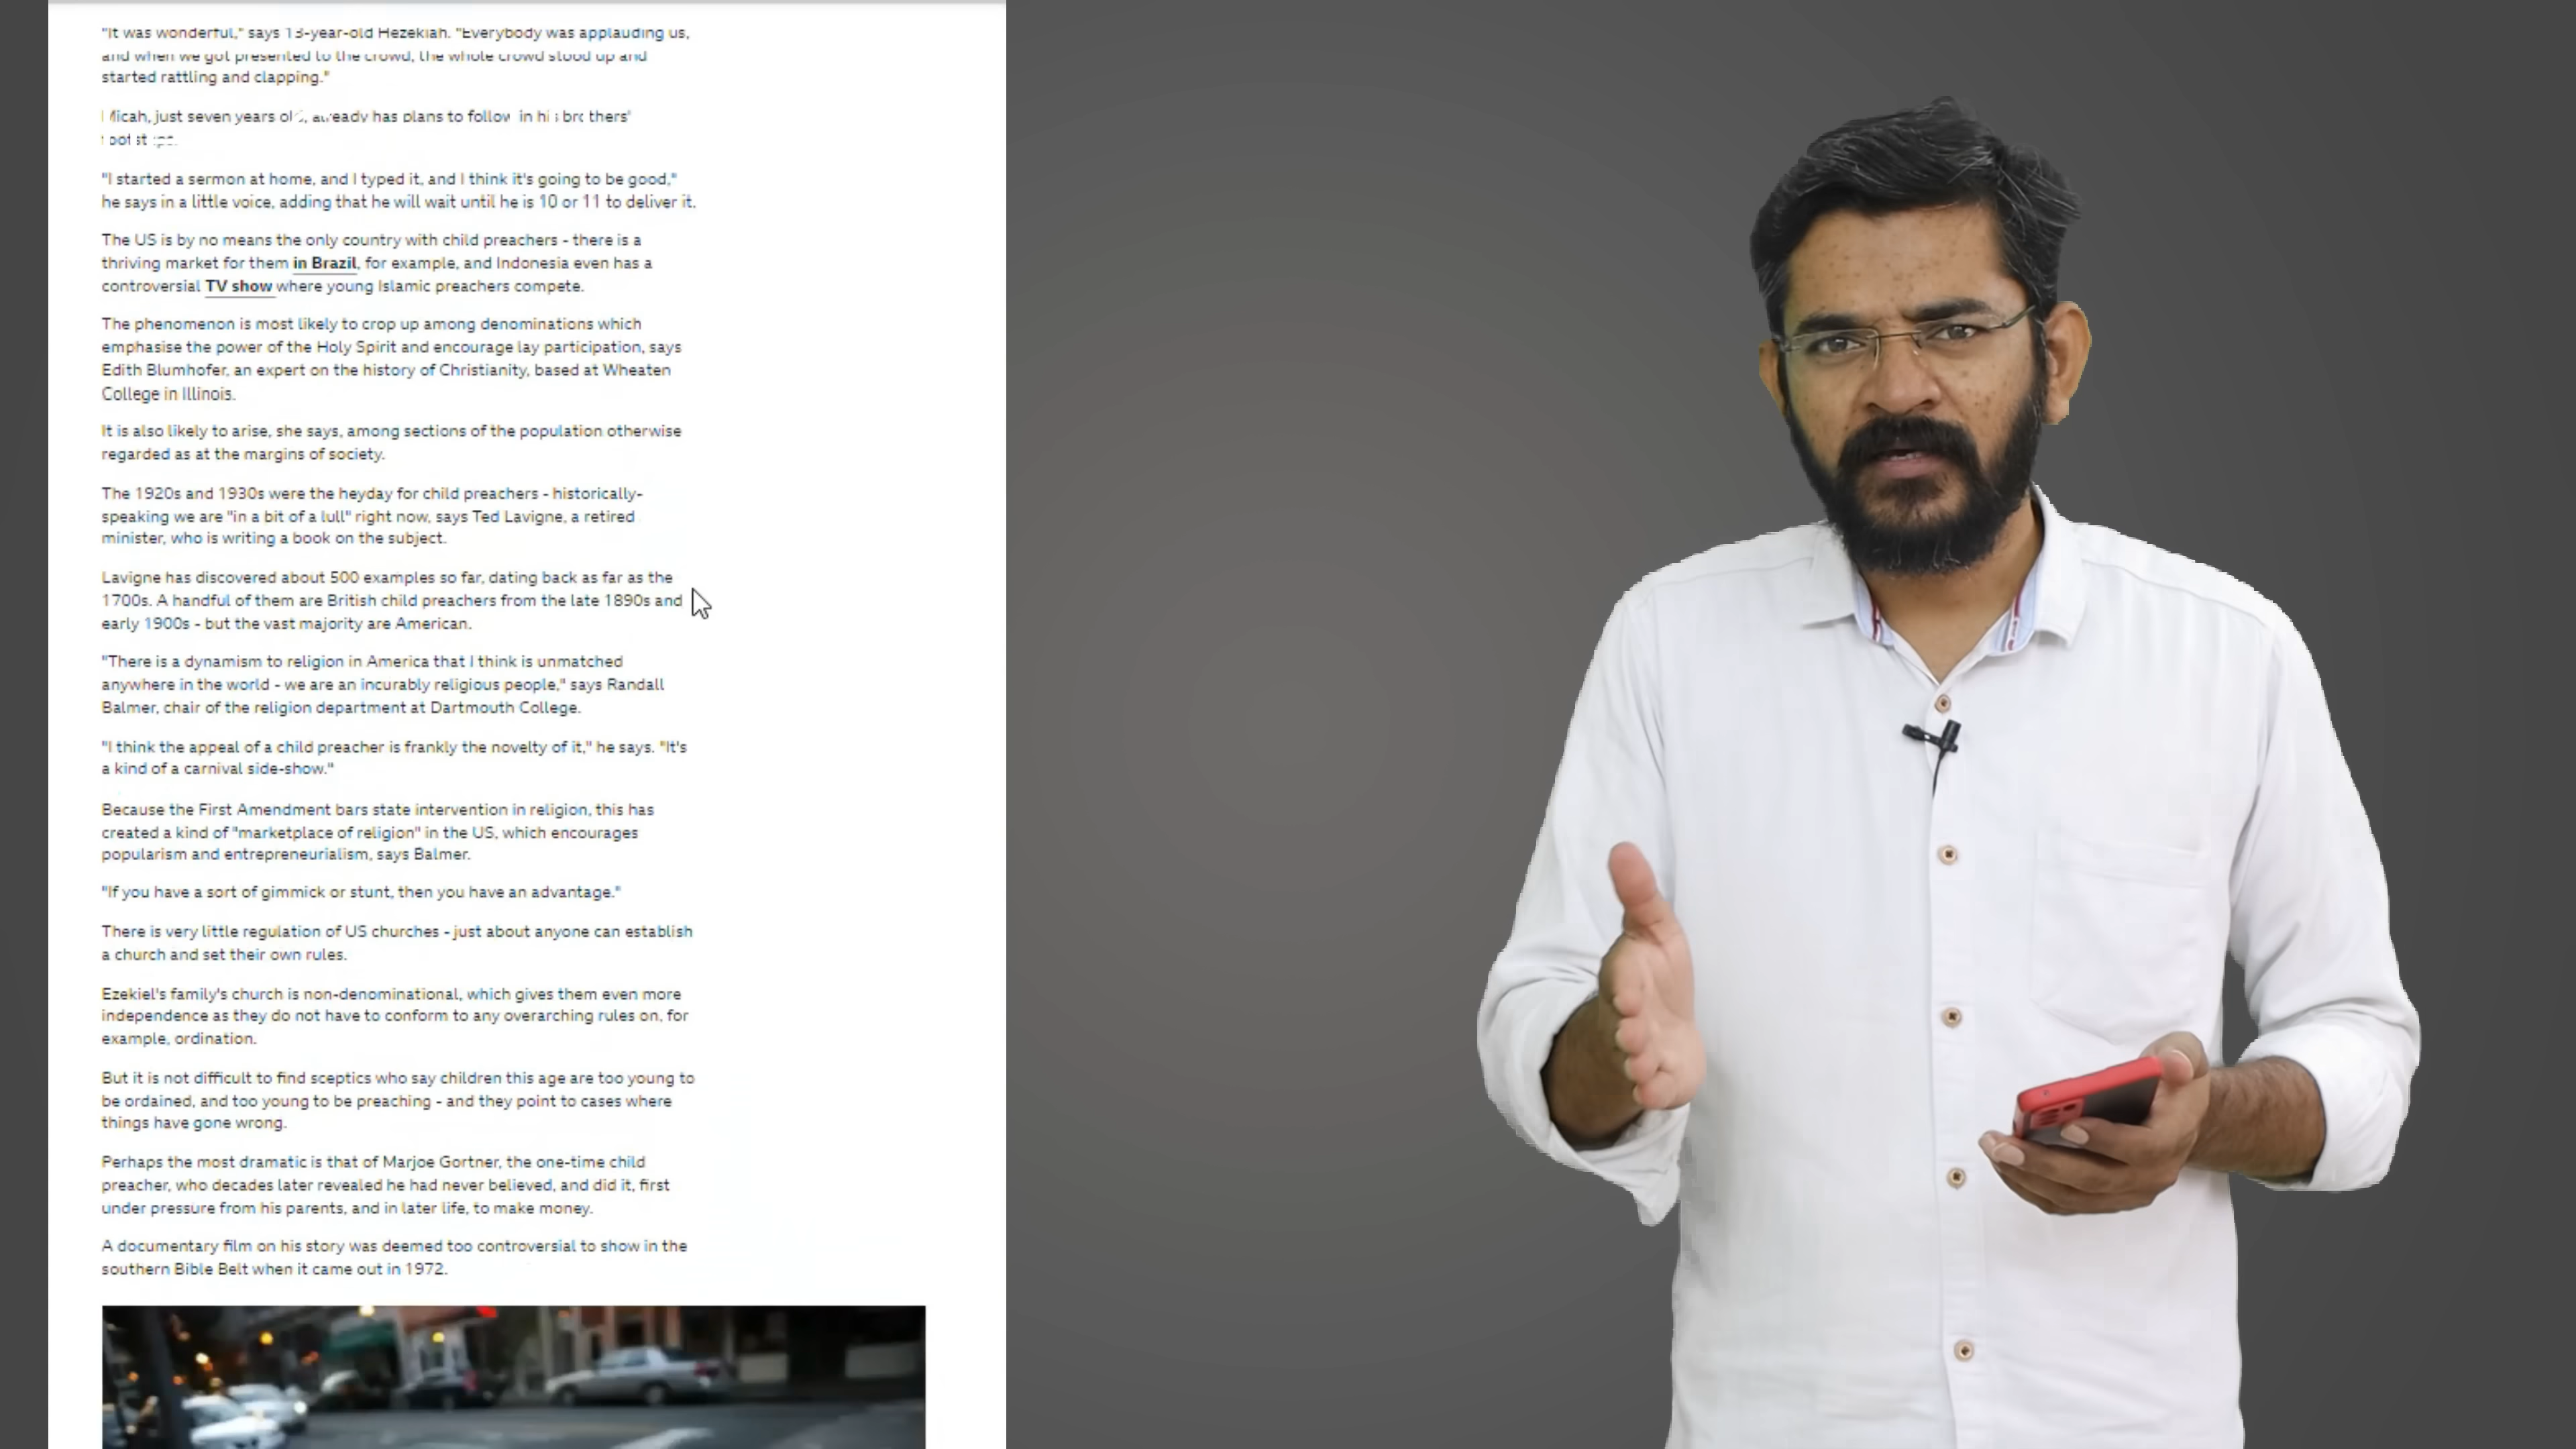 "It was wonderful," says 13-year-old Hezekiah. "Everybody was applauding us,
and when we got presented to the crowd, the whole crowd stood up and
started rattling and clapping."
Micah, just seven years old, already has plans to follow in his brothers'
"I started a sermon at home, and I typed it, and I think it's going to be good,"
he says in a little voice, adding that he will wait until he is 10 or 11 to deliver it.
The US is by no means the only country with child preachers - there is a
thriving market for them in Brazil, for example, and Indonesia even has a
controversial TV show where young Islamic preachers compete.
The phenomenon is most likely to crop up among denominations which
emphasise the power of the Holy Spirit and encourage lay participation, says
Edith Blumhofer, an expert on the history of Christianity, based at Wheaten
College in Illinois.
It is also likely to arise, she says, among sections of the population otherwise
regarded as at the margins of society.
The 1920s and 1930s were the heyday for child preachers - historically-
speaking we are "in a bit of a lull" right now, says Ted Lavigne, a retired
minister, who is writing a book on the subject.
Lavigne has discovered about 500 examples so far, dating back as far as the
1700s. A handful of them are British child preachers from the late 1890s and
early 1900s - but the vast majority are American.
"There is a dynamism to religion in America that I think is unmatched
anywhere in the world - we are an incurably religious people," says Randall
Balmer, chair of the religion department at Dartmouth College.
"I think the appeal of a child preacher is frankly the novelty of it," he says. "It's
a kind of a carnival side-show."
Because the First Amendment bars state intervention in religion, this has
created a kind of "marketplace of religion" in the US, which encourages
popularism and entrepreneurialism, says Balmer.
"If you have a sort of gimmick or stunt, then you have an advantage."
There is very little regulation of US churches - just about anyone can establish
a church and set their own rules.
Ezekiel's family's church is non-denominational, which gives them even more
independence as they do not have to conform to any overarching rules on, for
example, ordination.
But it is not difficult to find sceptics who say children this age are too young to
be ordained, and too young to be preaching - and they point to cases where
things have gone wrong.
Perhaps the most dramatic is that of Marjoe Gortner, the one-time child
preacher, who decades later revealed he had never believed, and did it, first
under pressure from his parents, and in later life, to make money.
A documentary film on his story was deemed too controversial to show in the
southern Bible Belt when it came out in 1972.